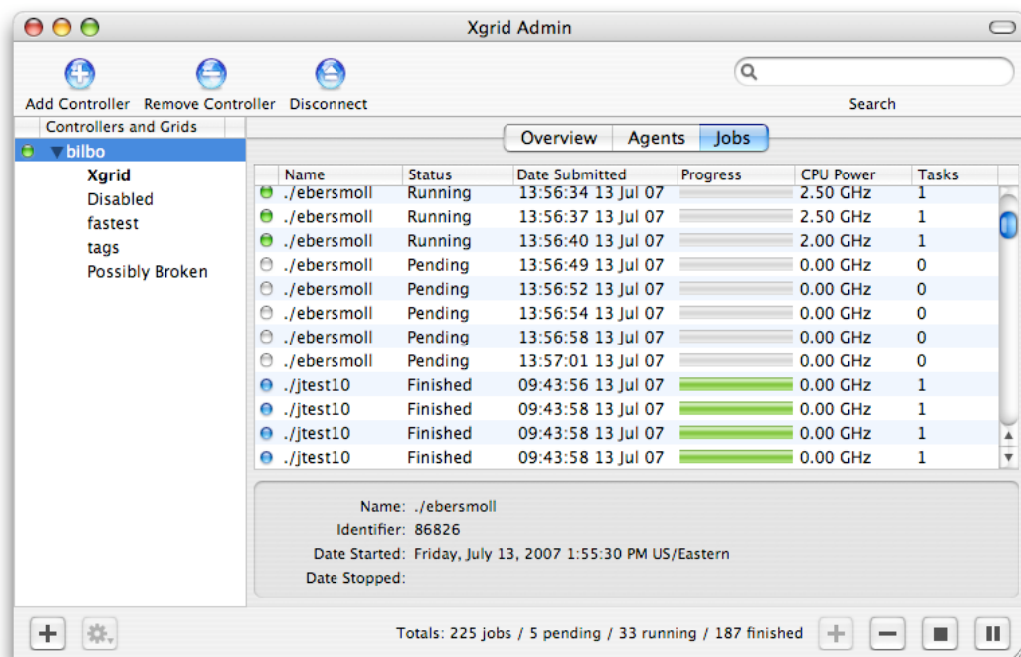 Xgrid Admin
Add Controller Remove Controller Disconnect
Search
Controllers and Grids
Overview Agents Jobs
bilbo
Xgrid
Disabled
fastest
tags
Possibly Broken
Name Status Date Submitted Progress CPU Power Tasks
./ebersmoll Running 13:56:34 13 Jul 07 2.50 GHz 1
./ebersmoll Running 13:56:37 13 Jul 07 2.50 GHz 1
./ebersmoll Running 13:56:40 13 Jul 07 2.00 GHz 1
./ebersmoll Pending 13:56:49 13 Jul 07 0.00 GHz 0
./ebersmoll Pending 13:56:52 13 Jul 07 0.00 GHz 0
./ebersmoll Pending 13:56:54 13 Jul 07 0.00 GHz 0
./ebersmoll Pending 13:56:58 13 Jul 07 0.00 GHz 0
./ebersmoll Pending 13:57:01 13 Jul 07 0.00 GHz 0
./jtest10 Finished 09:43:56 13 Jul 07 0.00 GHz 1
./jtest10 Finished 09:43:58 13 Jul 07 0.00 GHz 1
./jtest10 Finished 09:43:58 13 Jul 07 0.00 GHz 1
./jtest10 Finished 09:43:58 13 Jul 07 0.00 GHz 1
Name: ./ebersmoll
Identifier: 86826
Date Started: Friday, July 13, 2007 1:55:30 PM US/Eastern
Date Stopped:
Totals: 225 jobs / 5 pending / 33 running / 187 finished